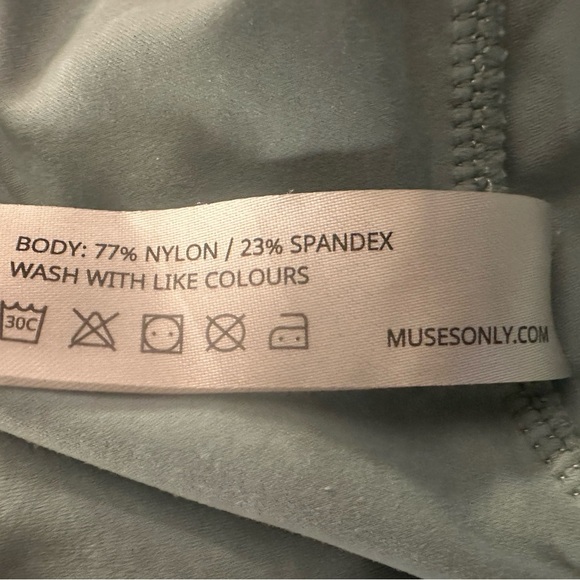 BODY: 77% NYLON / 23% SPANDEX
WASH WITH LIKE COLOURS
30C
MUSESONLY.COM